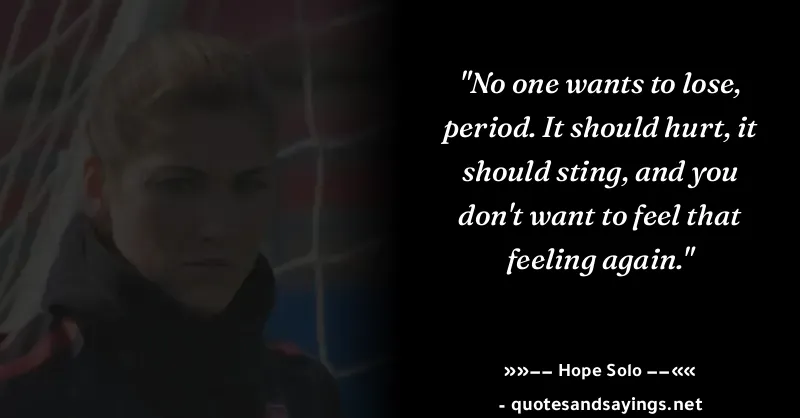 "No one wants to lose,
period. It should hurt, it
should sting, and you
don't want to feel that
feeling again."
»»−− Hope Solo −−««
- quotesandsayings.net